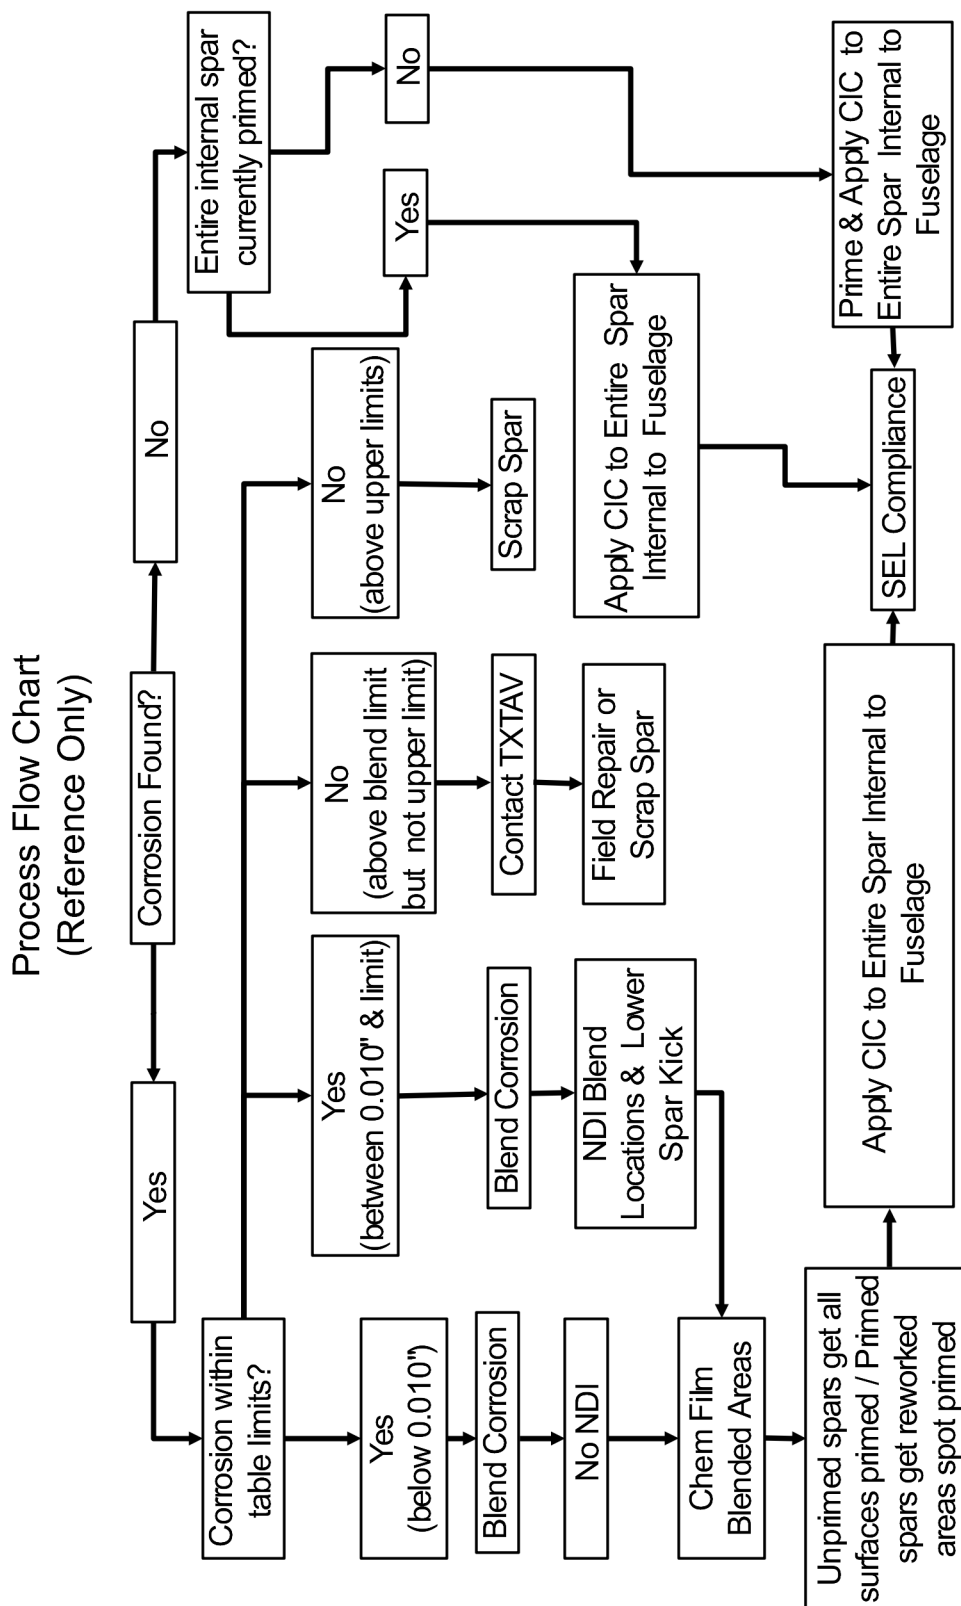 Process Flow Chart
(Reference Only)
Corrosion Found?
Yes
No
Corrosion within
table limits?
Entire internal spar
currently primed?
Yes
(below 0.010")
Yes
(between 0.010" & limit)
No
(above blend limit
but not upper limit)
No
(above upper limits)
Yes
No
Blend Corrosion
Blend Corrosion
Contact TXTAV
Scrap Spar
No NDI
NDI Blend
Locations & Lower
Spar Kick
Field Repair or
Scrap Spar
Apply CIC to Entire Spar
Internal to Fuselage
Chem Film
Blended Areas
Unprimed spars get all
surfaces primed / Primed
spars get reworked
areas spot primed
Apply CIC to Entire Spar Internal to
Fuselage
SEL Compliance
Prime & Apply CIC to
Entire Spar Internal to
Fuselage